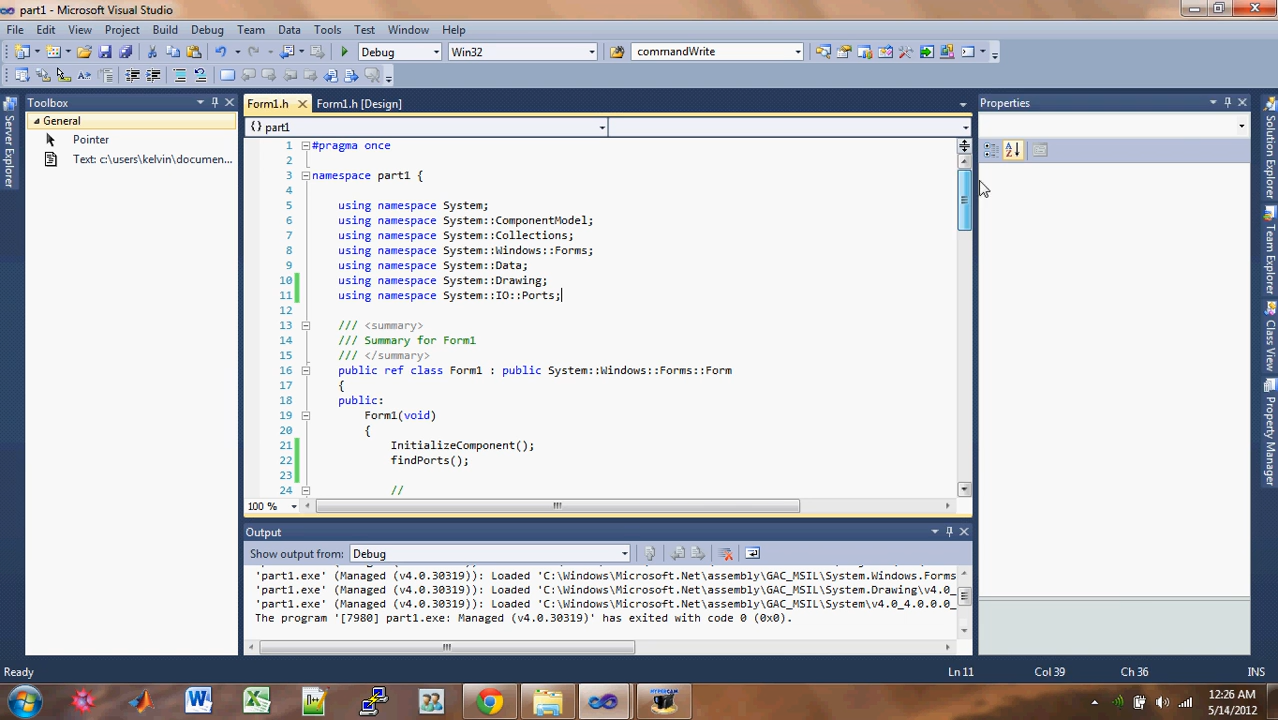 part1 - Microsoft Visual Studio
File Edit View Project Build Debug Team Data Tools Test Window Help
Debug Win32 commandWrite
Toolbox
General
Pointer
Text: c:\users\kelvin\documen...
Server Explorer
Form1.h Form1.h [Design]
{} part1
1 #pragma once
2
3 namespace part1 {
4
5 using namespace System;
6 using namespace System::ComponentModel;
7 using namespace System::Collections;
8 using namespace System::Windows::Forms;
9 using namespace System::Data;
10 using namespace System::Drawing;
11 using namespace System::IO::Ports;
12
13 /// <summary>
14 /// Summary for Form1
15 /// </summary>
16 public ref class Form1 : public System::Windows::Forms::Form
17 {
18 public:
19 Form1(void)
20 {
21 InitializeComponent();
22 findPorts();
23
24 //
100 %
Properties
Solution Explorer
Team Explorer
Class View
Property Manager
Output
Show output from: Debug
'part1.exe' (Managed (v4.0.30319)): Loaded 'C:\Windows\Microsoft.Net\assembly\GAC_MSIL\System.Windows.Forms
'part1.exe' (Managed (v4.0.30319)): Loaded 'C:\Windows\Microsoft.Net\assembly\GAC_MSIL\System.Drawing\v4.0_
'part1.exe' (Managed (v4.0.30319)): Loaded 'C:\Windows\Microsoft.Net\assembly\GAC_MSIL\System\v4.0_4.0.0.0_
The program '[7980] part1.exe: Managed (v4.0.30319)' has exited with code 0 (0x0).
Ready Ln 11 Col 39 Ch 36 INS
HYPERCAM
12:26 AM
5/14/2012